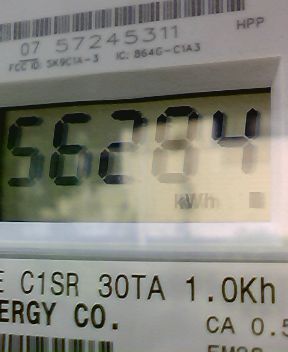 HPP
07 57245311
FCC ID: SK9C1A-3 IC: 864G-C1A3
56284
kWh
E C1SR 30TA 1.0Kh
ERGY CO.
CA 0.5